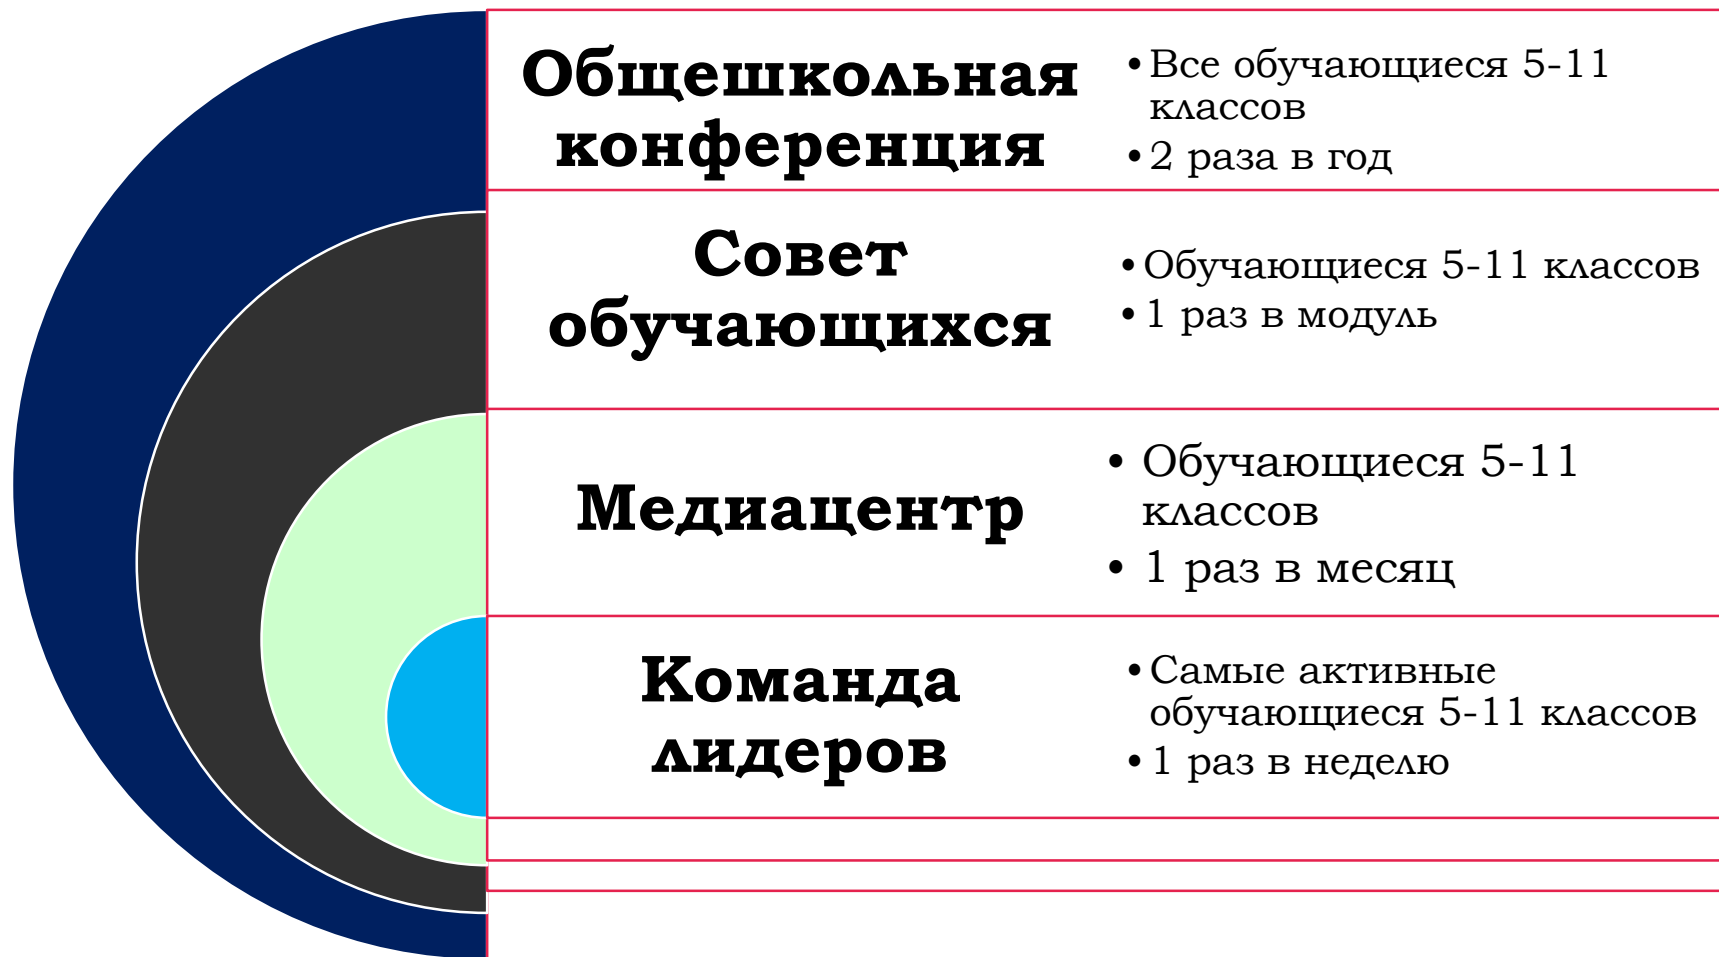 Общешкольная
конференция
•Все обучающиеся 5-11
классов
•2 раза в год
Совет
обучающихся
•Обучающиеся 5-11 классов
•1 раз в модуль
Медиацентр
• Обучающиеся 5-11
классов
• 1 раз в месяц
Команда
лидеров
•Самые активные
обучающиеся 5-11 классов
•1 раз в неделю